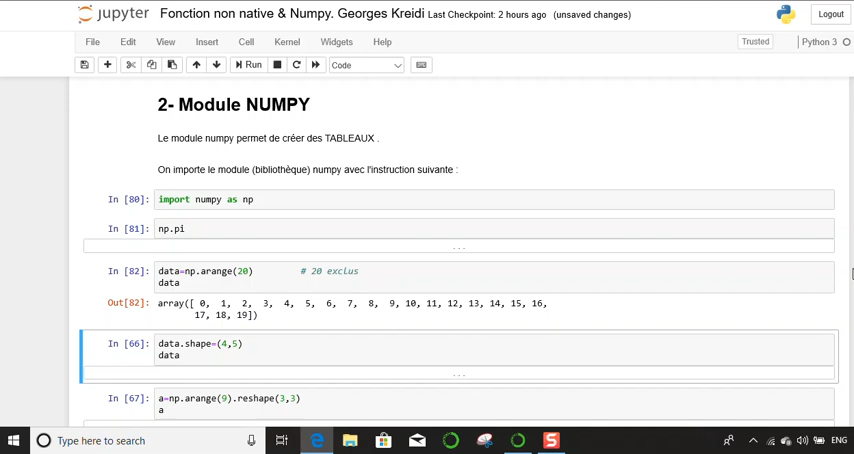 jupyter Fonction non native & Numpy. Georges Kreidi Last Checkpoint: 2 hours ago (unsaved changes) Logout
File Edit View Insert Cell Kernel Widgets Help Trusted Python 3
Run Code
2- Module NUMPY
Le module numpy permet de créer des TABLEAUX .
On importe le module (bibliothèque) numpy avec l'instruction suivante :
In [80]: import numpy as np
In [81]: np.pi
...
In [82]: data=np.arange(20) # 20 exclus
data
Out[82]: array([ 0, 1, 2, 3, 4, 5, 6, 7, 8, 9, 10, 11, 12, 13, 14, 15, 16,
17, 18, 19])
In [66]: data.shape=(4,5)
data
...
In [67]: a=np.arange(9).reshape(3,3)
a
Type here to search ENG